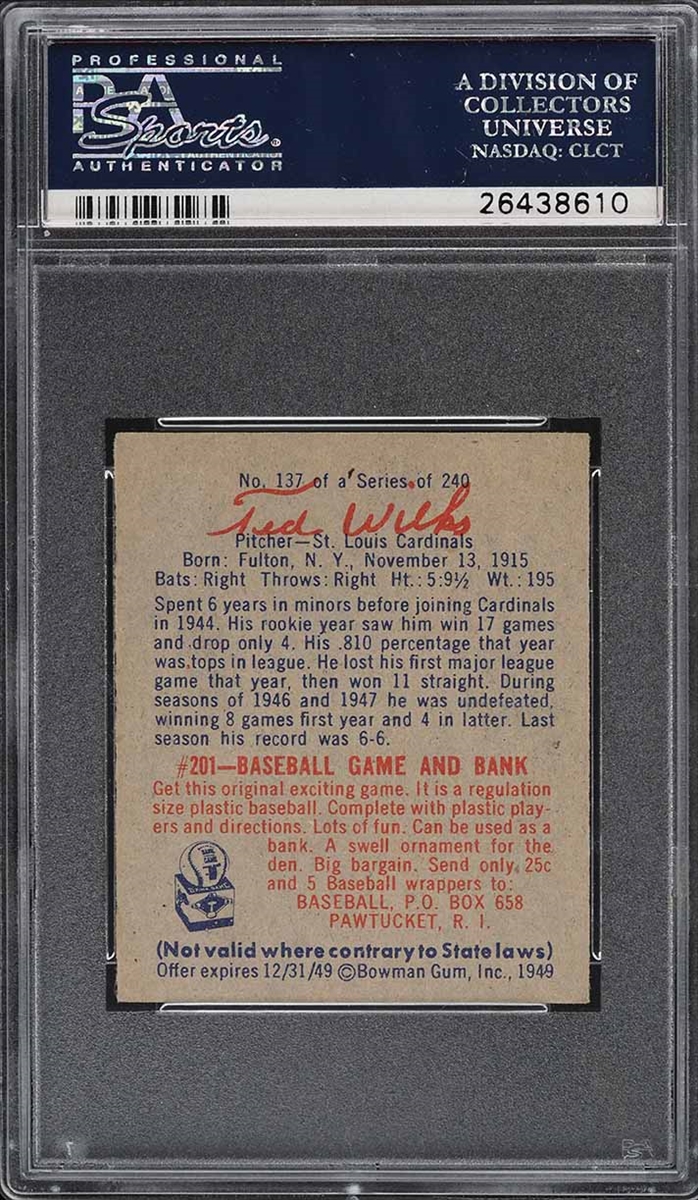 PROFESSIONAL
PSA
Sports
AUTHENTICATOR
A DIVISION OF
COLLECTORS
UNIVERSE
NASDAQ: CLCT
26438610
No. 137 of a Series of 240
Ted Wilks
Pitcher—St. Louis Cardinals
Born: Fulton, N. Y., November 13, 1915
Bats: Right Throws: Right Ht.: 5:9½ Wt.: 195
Spent 6 years in minors before joining Cardinals
in 1944. His rookie year saw him win 17 games
and drop only 4. His .810 percentage that year
was tops in league. He lost his first major league
game that year, then won 11 straight. During
seasons of 1946 and 1947 he was undefeated,
winning 8 games first year and 4 in latter. Last
season his record was 6-6.
#201—BASEBALL GAME AND BANK
Get this original exciting game. It is a regulation
size plastic baseball. Complete with plastic play-
ers and directions. Lots of fun. Can be used as a
bank. A swell ornament for the
den. Big bargain. Send only 25c
and 5 Baseball wrappers to:
BASEBALL, P.O. BOX 658
PAWTUCKET, R. I.
(Not valid where contrary to State laws)
Offer expires 12/31/49 ©Bowman Gum, Inc., 1949